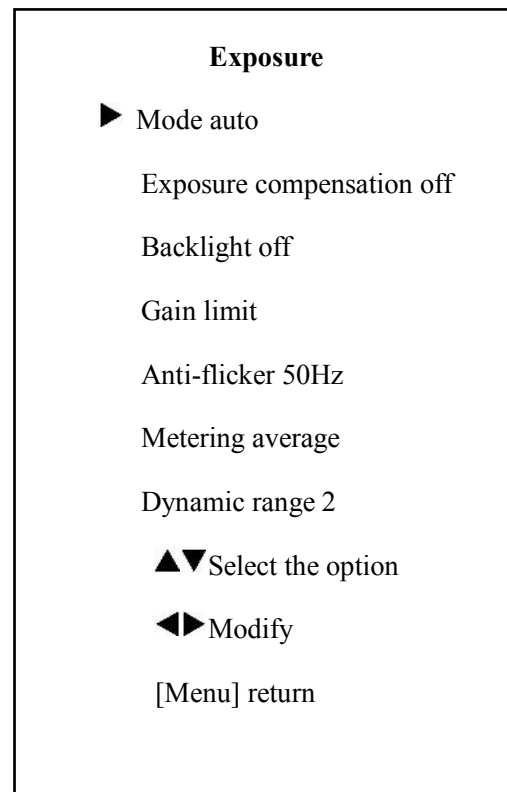 Exposure
▶ Mode auto
Exposure compensation off
Backlight off
Gain limit
Anti-flicker 50Hz
Metering average
Dynamic range 2
▲▼Select the option
◀▶Modify
[Menu] return